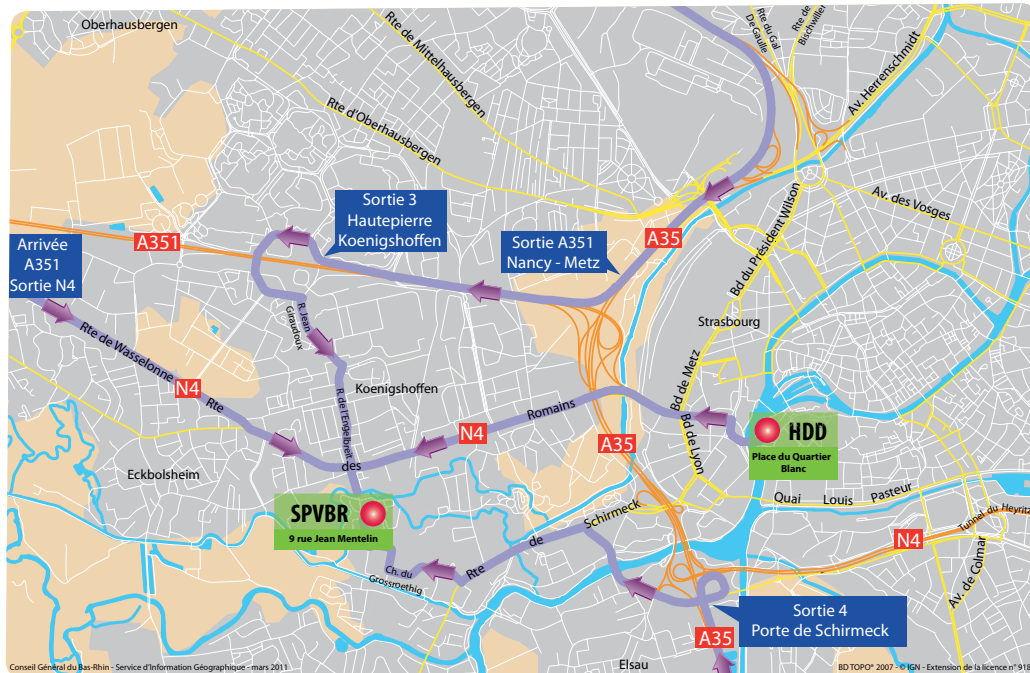 Oberhausbergen
Rte de Mittelhausbergen
Rte d'Oberhausbergen
Rte du Gal
De Gaulle
Rte de
Bischwiller
Av. Herrenschmidt
Av. des Vosges
Bd du Président Wilson
Sortie 3
Hautepierre
Koenigshoffen
Sortie A351
Nancy - Metz
A35
A351
Arrivée
A351
Sortie N4
R. Jean
Giraudoux
Strasbourg
Rte de Wasselonne
N4
Rte
Koenigshoffen
R. de l'Engelbreit
des
Romains
N4
Bd de Metz
Bd de Lyon
HDD
Place du Quartier
Blanc
A35
Eckbolsheim
SPVBR
9 rue Jean Mentelin
Quai Louis Pasteur
Schirmeck
de
Rte
Ch. du
Grossroethig
Tunnel du Heyritz
N4
Av. de Colmar
Sortie 4
Porte de Schirmeck
A35
Elsau
Conseil Général du Bas-Rhin - Service d'Information Géographique - mars 2011
BD TOPO® 2007 - © IGN - Extension de la licence n° 918